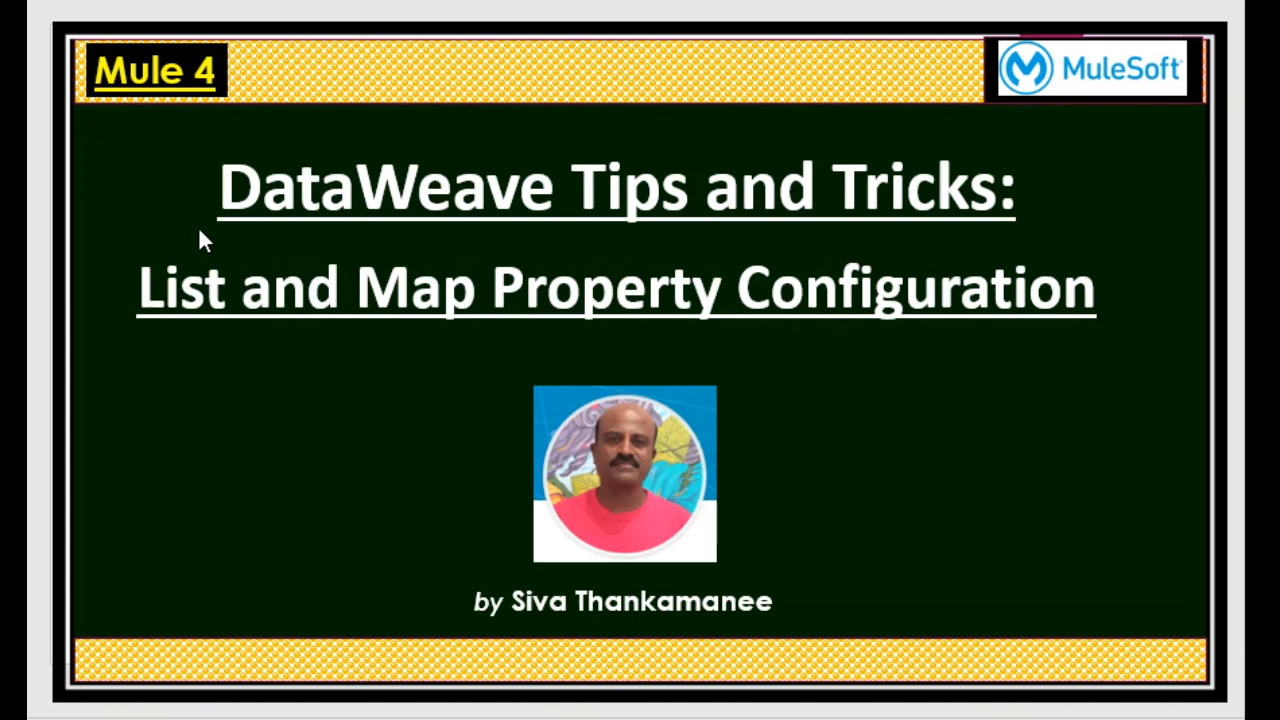 Mule 4
MuleSoft
DataWeave Tips and Tricks:
List and Map Property Configuration
by Siva Thankamanee